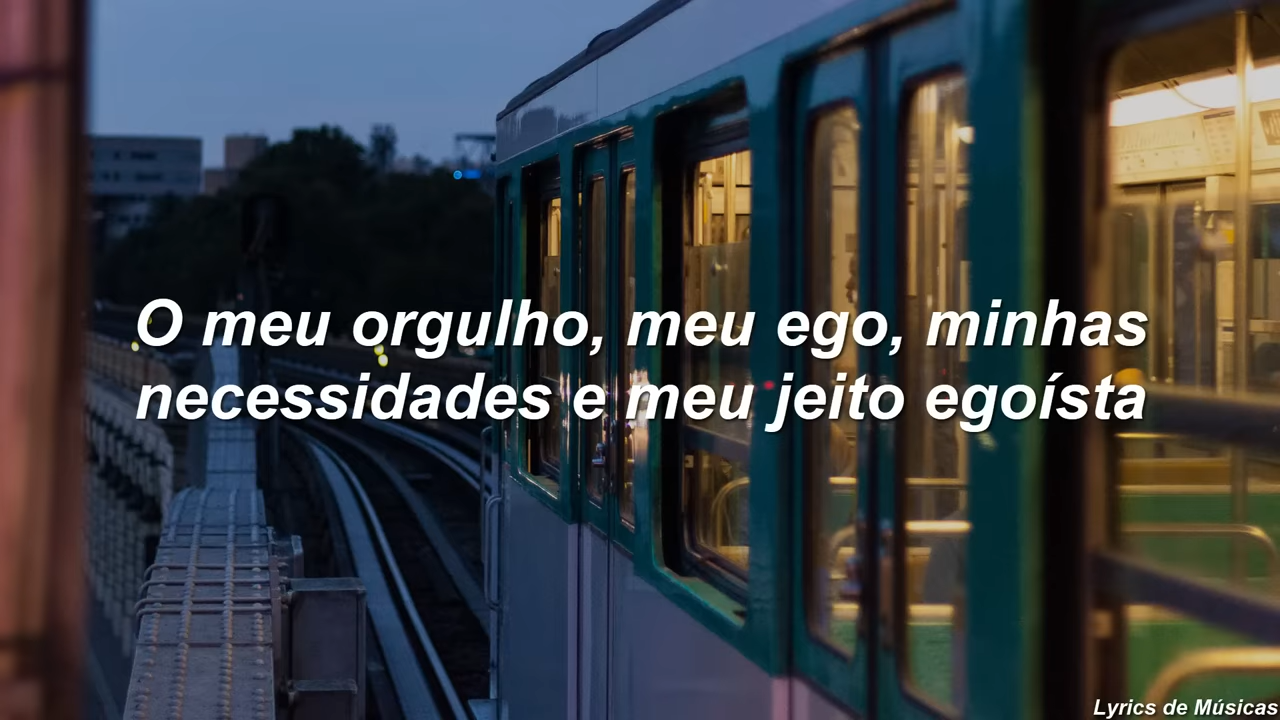 O meu orgulho, meu ego, minhas
necessidades e meu jeito egoísta
Lyrics de Músicas